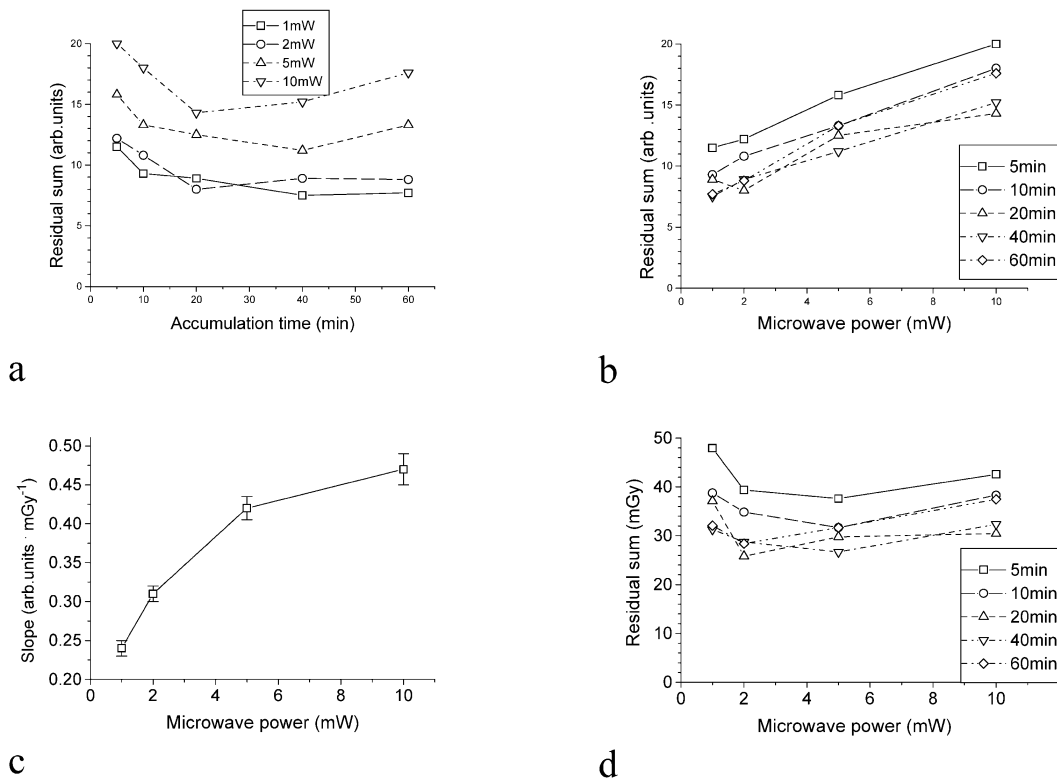 1mW
2mW
5mW
10mW
20
15
10
5
0
Residual sum (arb.units)
0 10 20 30 40 50 60
Accumulation time (min)
a
20
15
10
5
0
Residual sum (arb .units)
5min
10min
20min
40min
60min
0 2 4 6 8 10
Microwave power (mW)
b
0.50
0.45
0.40
0.35
0.30
0.25
0.20
Slope (arb.units · mGy⁻¹)
0 2 4 6 8 10
Microwave power (mW)
c
50
40
30
20
10
0
Residual sum (mGy)
5min
10min
20min
40min
60min
0 2 4 6 8 10
Microwave power (mW)
d